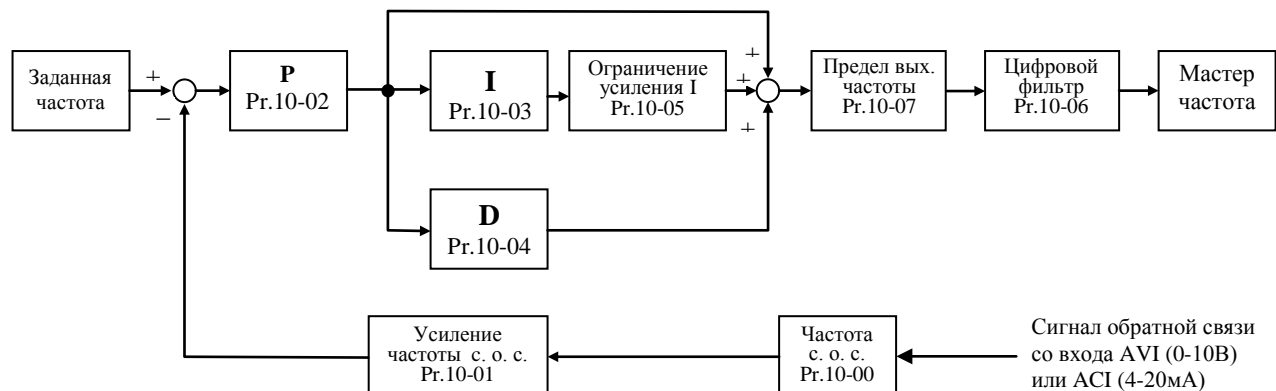 Заданная
частота
+
−
P
Pr.10-02
I
Pr.10-03
Ограничение
усиления I
Pr.10-05
D
Pr.10-04
+
+
+
Предел вых.
частоты
Pr.10-07
Цифровой
фильтр
Pr.10-06
Мастер
частота
Усиление
частоты с. о. с.
Pr.10-01
Частота
с. о. с.
Pr.10-00
Сигнал обратной связи
со входа AVI (0-10В)
или ACI (4-20мА)